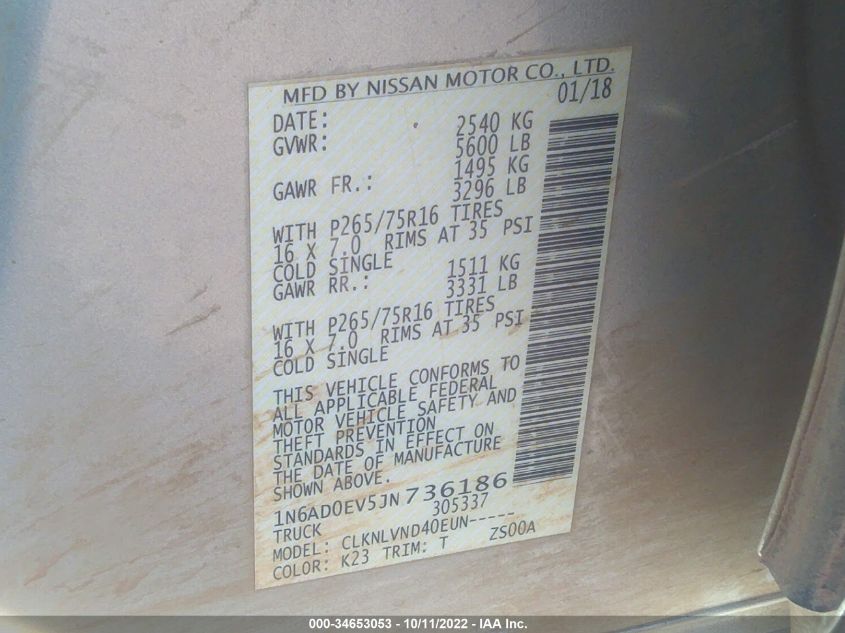 MFD BY NISSAN MOTOR CO., LTD.
DATE: 01/18
GVWR: 2540 KG
5600 LB
GAWR FR.: 1495 KG
3296 LB
WITH P265/75R16 TIRES
16 X 7.0 RIMS AT 35 PSI
COLD SINGLE
GAWR RR.: 1511 KG
3331 LB
WITH P265/75R16 TIRES
16 X 7.0 RIMS AT 35 PSI
COLD SINGLE
THIS VEHICLE CONFORMS TO
ALL APPLICABLE FEDERAL
MOTOR VEHICLE SAFETY AND
THEFT PREVENTION
STANDARDS IN EFFECT ON
THE DATE OF MANUFACTURE
SHOWN ABOVE.
1N6AD0EV5JN736186
TRUCK 305337
MODEL: CLKNLVND40EUN-----
COLOR: K23 TRIM: T ZS00A
000-34653053 - 10/11/2022 - IAA Inc.